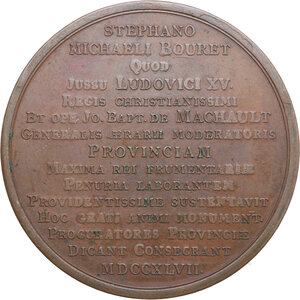 STEPHANO
MICHAELI BOURET
QUOD
JUSSU LUDOVICI XV.
REGIS CHRISTIANISSIMI
ET OPE JO. BAPT. DE MACHAULT
GENERALIS ERARII MODERATORIS
PROVINCIAM
MAXIMA REI FRUMENTARIÆ
PENURIA LABORANTEM
PROVIDENTISSIME SUSTENTAVIT
HOC GRATI ANIMI MONUMENT.
PROCURATORES PROVINCIÆ
DICANT CONSECRANT
MDCCXLVII